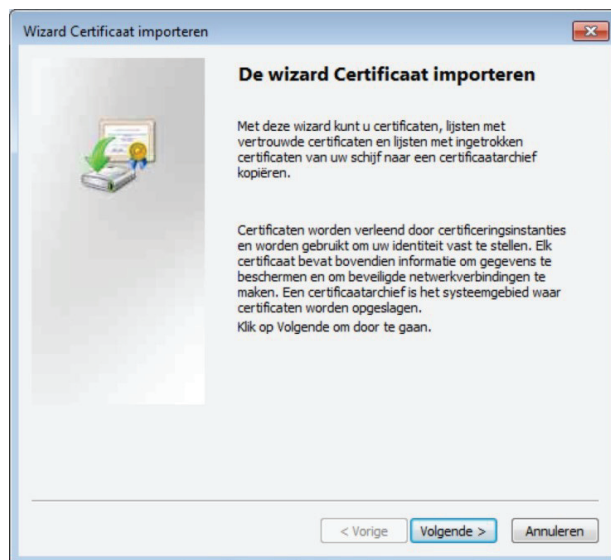 Wizard Certificaat importeren
De wizard Certificaat importeren
Met deze wizard kunt u certificaten, lijsten met
vertrouwde certificaten en lijsten met ingetrokken
certificaten van uw schijf naar een certificaatarchief
kopiëren.
Certificaten worden verleend door certificeringsinstanties
en worden gebruikt om uw identiteit vast te stellen. Elk
certificaat bevat bovendien informatie om gegevens te
beschermen en om beveiligde netwerkverbindingen te
maken. Een certificaatarchief is het systeemgebied waar
certificaten worden opgeslagen.
Klik op Volgende om door te gaan.
< Vorige Volgende > Annuleren